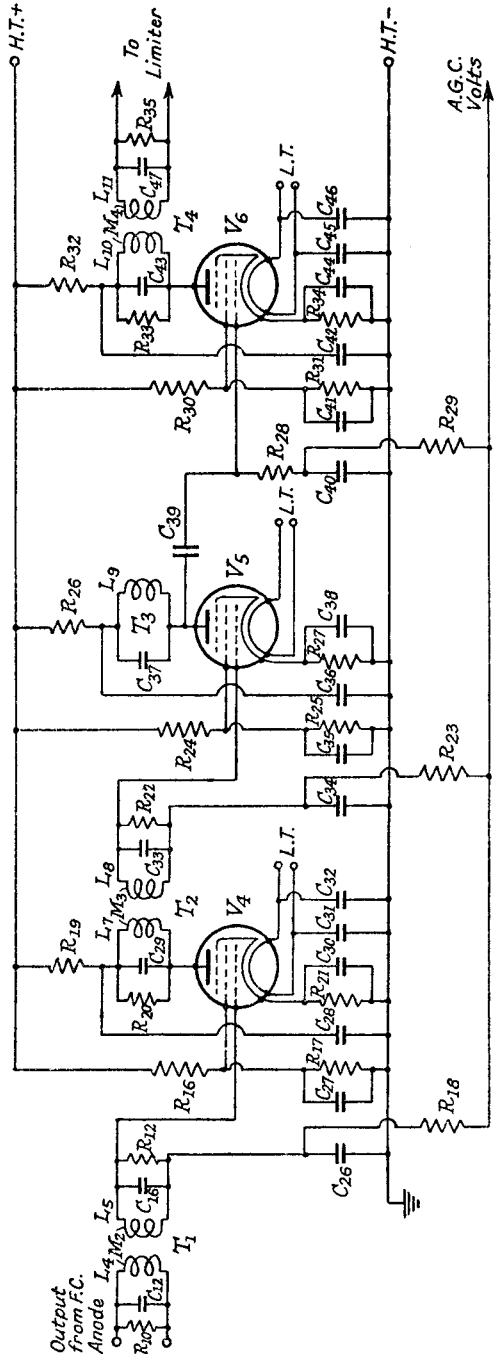 H.T.+
R19
R26
R32
Output
from F.C.
Anode
To
Limiter
L4
M2
L5
R10
C12
C16
R12
T1
R16
R20
C29
L7
M3
L8
C33
R22
T2
V4
L.T.
R24
C37
T3
L9
C39
V5
L.T.
R30
R33
C43
L10
M4
L11
C47
R35
T4
V6
L.T.
R28
C26
C27
R17
C28
R21
C30
C31
C32
C34
C35
R25
C36
R27
C38
C40
C41
R31
C42
R34
C44
C45
C46
H.T.-
R18
R23
R29
A.G.C.
Volts